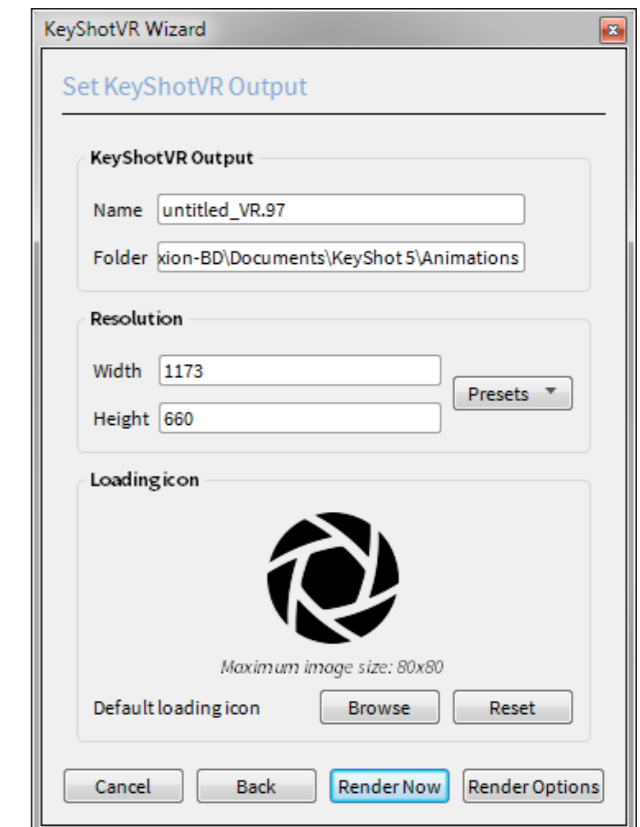 KeyShotVR Wizard
Set KeyShotVR Output
KeyShotVR Output
Name untitled_VR.97
Folder xion-BD\Documents\KeyShot 5\Animations
Resolution
Width 1173
Presets
Height 660
Loading icon
Maximum image size: 80x80
Default loading icon Browse Reset
Cancel Back Render Now Render Options